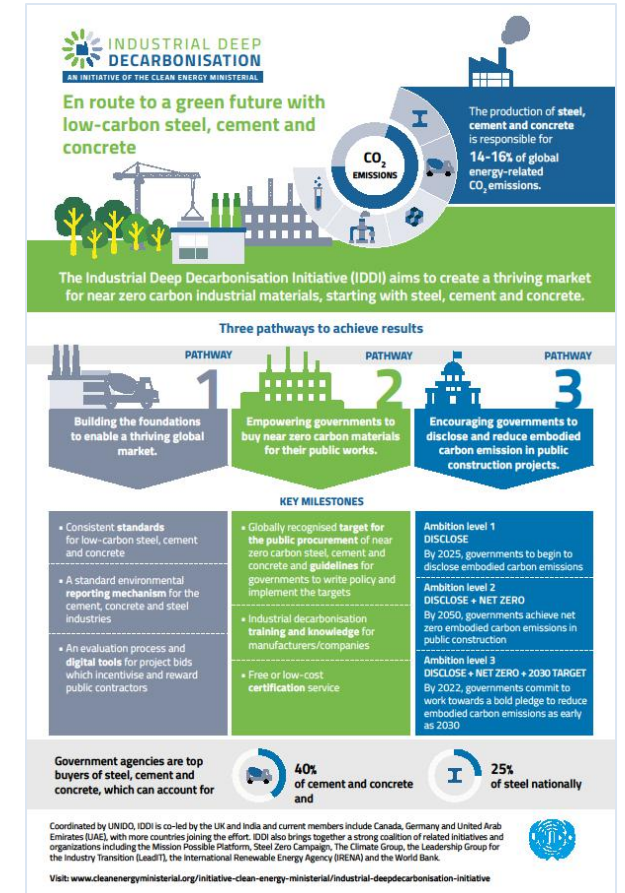 INDUSTRIAL DEEP
DECARBONISATION
AN INITIATIVE OF THE CLEAN ENERGY MINISTERIAL
En route to a green future with
low-carbon steel, cement and
concrete
CO2
EMISSIONS
The production of steel,
cement and concrete
is responsible for
14-16% of global
energy-related
CO2 emissions.
The Industrial Deep Decarbonisation Initiative (IDDI) aims to create a thriving market
for near zero carbon industrial materials, starting with steel, cement and concrete.
Three pathways to achieve results
PATHWAY
1
Building the foundations
to enable a thriving global
market.
PATHWAY
2
Empowering governments to
buy near zero carbon materials
for their public works.
PATHWAY
3
Encouraging governments to
disclose and reduce embodied
carbon emission in public
construction projects.
KEY MILESTONES
• Consistent standards
for low-carbon steel, cement
and concrete
• A standard environmental
reporting mechanism for the
cement, concrete and steel
industries
• An evaluation process and
digital tools for project bids
which incentivise and reward
public contractors
• Globally recognised target for
the public procurement of near
zero carbon steel, cement and
concrete and guidelines for
governments to write policy and
implement the targets
• Industrial decarbonisation
training and knowledge for
manufacturers/companies
• Free or low-cost
certification service
Ambition level 1
DISCLOSE
By 2025, governments to begin to
disclose embodied carbon emissions
Ambition level 2
DISCLOSE + NET ZERO
By 2050, governments achieve net
zero embodied carbon emissions in
public construction
Ambition level 3
DISCLOSE + NET ZERO + 2030 TARGET
By 2022, governments commit to
work towards a bold pledge to reduce
embodied carbon emissions as early
as 2030
Government agencies are top
buyers of steel, cement and
concrete, which can account for
40%
of cement and concrete
and
25%
of steel nationally
Coordinated by UNIDO, IDDI is co-led by the UK and India and current members include Canada, Germany and United Arab
Emirates (UAE), with more countries joining the effort. IDDI also brings together a strong coalition of related initiatives and
organizations including the Mission Possible Platform, Steel Zero Campaign, The Climate Group, the Leadership Group for
the Industry Transition (LeadIT), the International Renewable Energy Agency (IRENA) and the World Bank.
Visit: www.cleanenergyministerial.org/initiative-clean-energy-ministerial/industrial-deepdecarbonisation-initiative